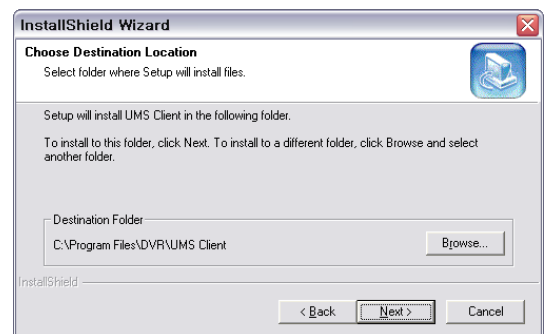 InstallShield Wizard
Choose Destination Location
Select folder where Setup will install files.
Setup will install UMS Client in the following folder.
To install to this folder, click Next. To install to a different folder, click Browse and select
another folder.
Destination Folder
C:\Program Files\DVR\UMS Client
Browse...
InstallShield
< Back
Next >
Cancel